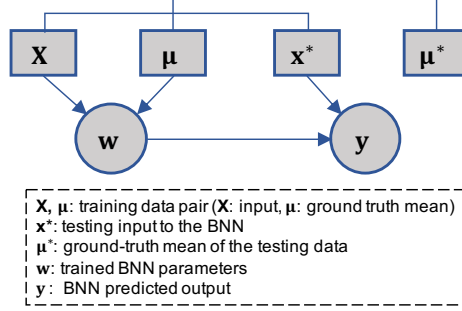 X μ x* μ*
w y
X, μ: training data pair (X: input, μ: ground truth mean)
x*: testing input to the BNN
μ*: ground-truth mean of the testing data
w: trained BNN parameters
y: BNN predicted output